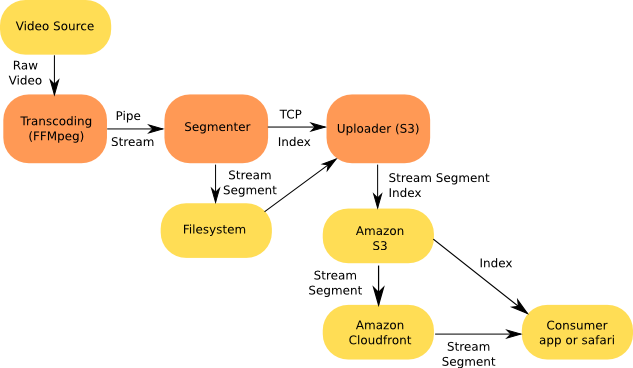 Video Source
Raw
Video
Transcoding
(FFMpeg)
Pipe
Stream
Segmenter
TCP
Index
Uploader (S3)
Stream
Segment
Filesystem
Stream Segment
Index
Amazon
S3
Index
Stream
Segment
Amazon
Cloudfront
Stream
Segment
Consumer
app or safari